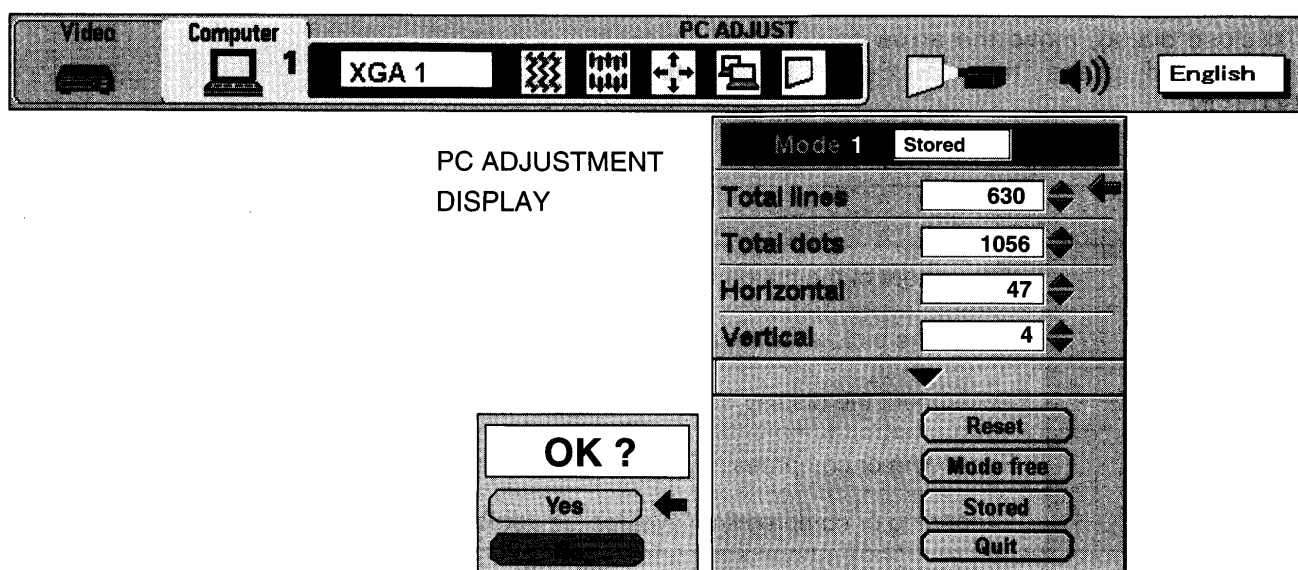 Video
Computer
1
PC ADJUST
XGA 1
English
PC ADJUSTMENT
DISPLAY
Mode 1 Stored
Total lines 630
Total dots 1056
Horizontal 47
Vertical 4
Reset
Mode free
Stored
Quit
OK ?
Yes